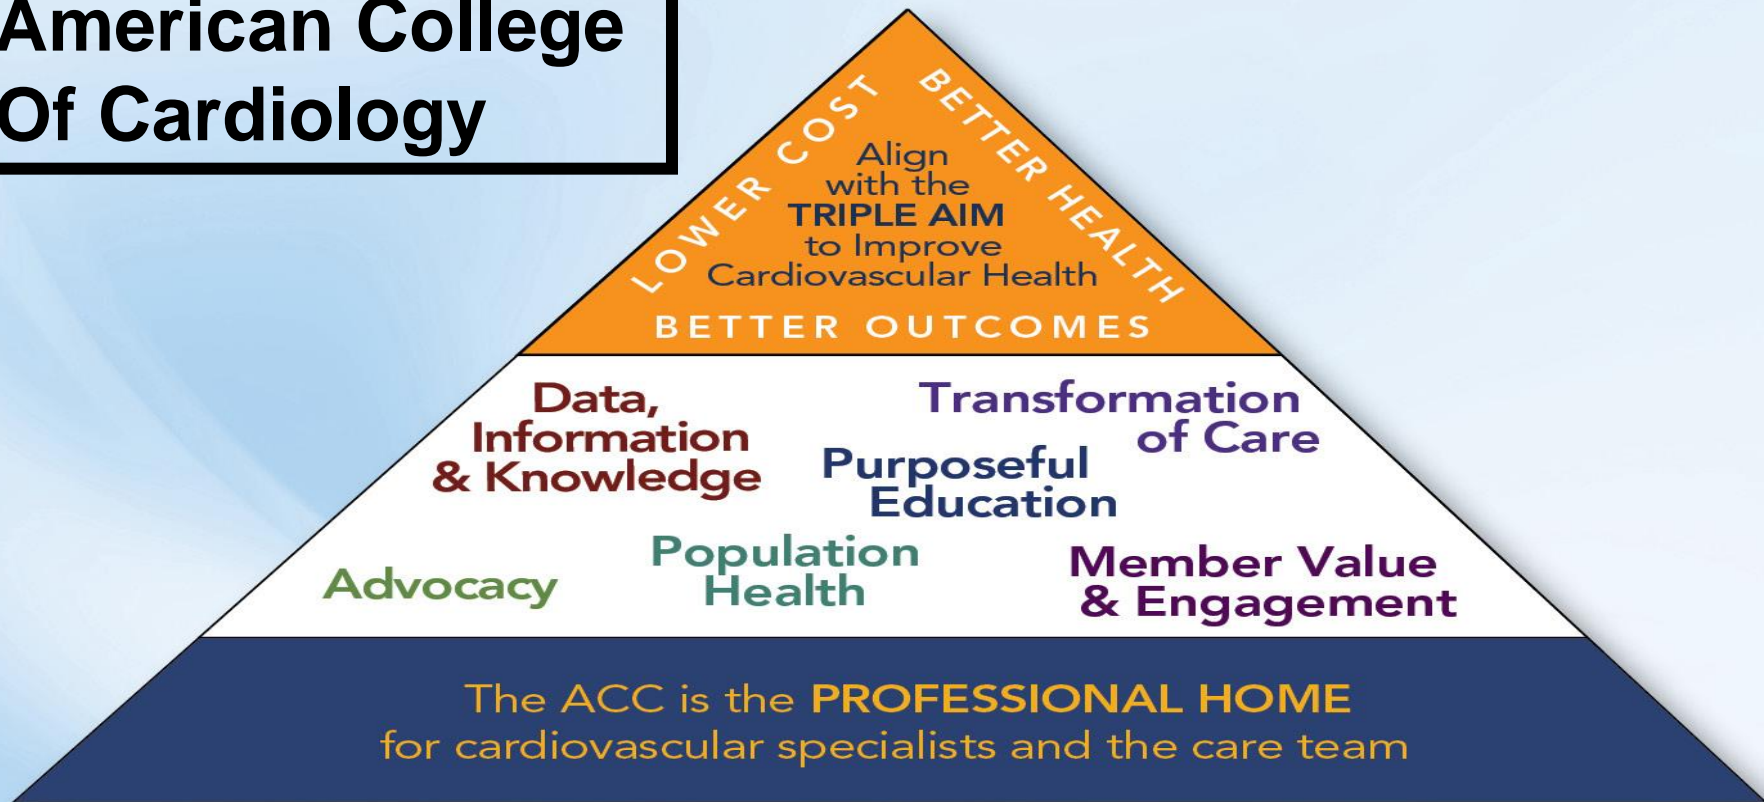 American College
Of Cardiology
LOWER COST
BETTER HEALTH
Align
with the
TRIPLE AIM
to Improve
Cardiovascular Health
BETTER OUTCOMES
Data,
Information
& Knowledge
Transformation
of Care
Purposeful
Education
Advocacy
Population
Health
Member Value
& Engagement
The ACC is the PROFESSIONAL HOME
for cardiovascular specialists and the care team